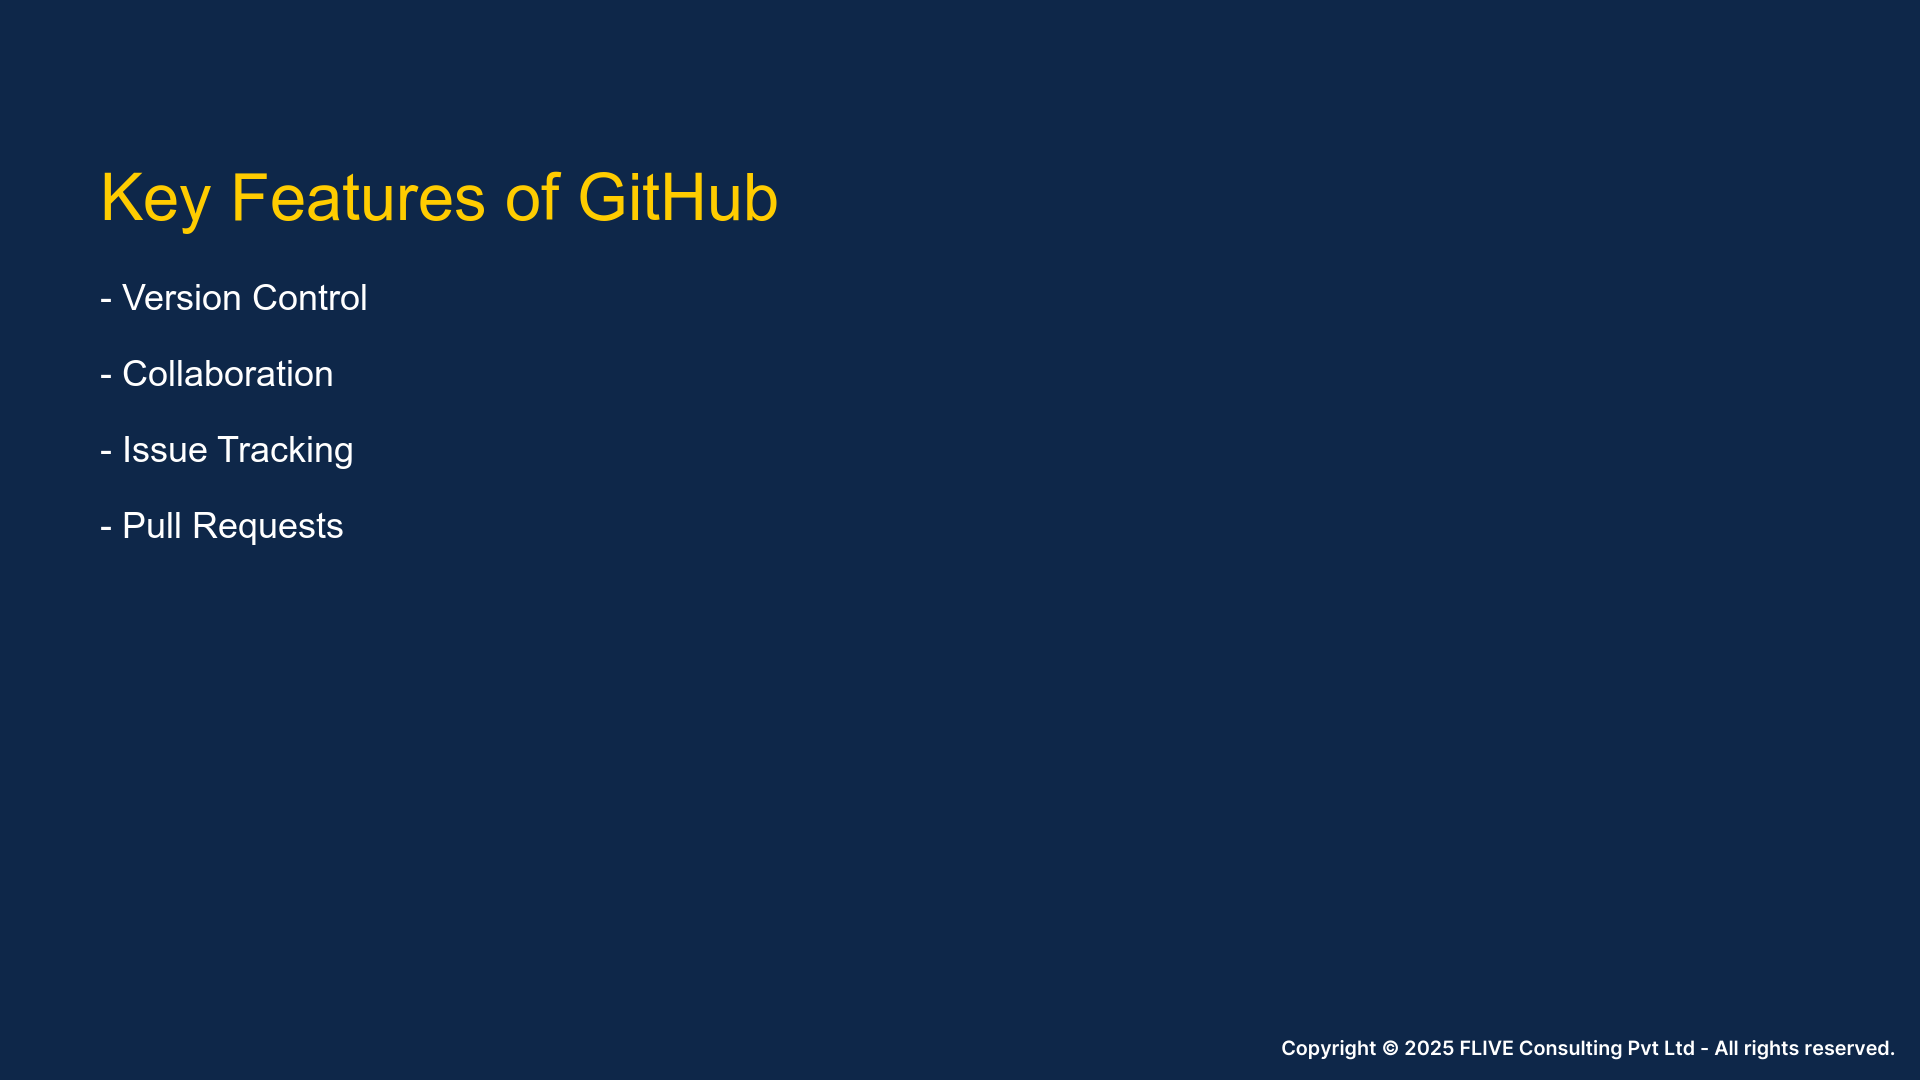 Key Features of GitHub
- Version Control
- Collaboration
- Issue Tracking
- Pull Requests
Copyright © 2025 FLIVE Consulting Pvt Ltd - All rights reserved.